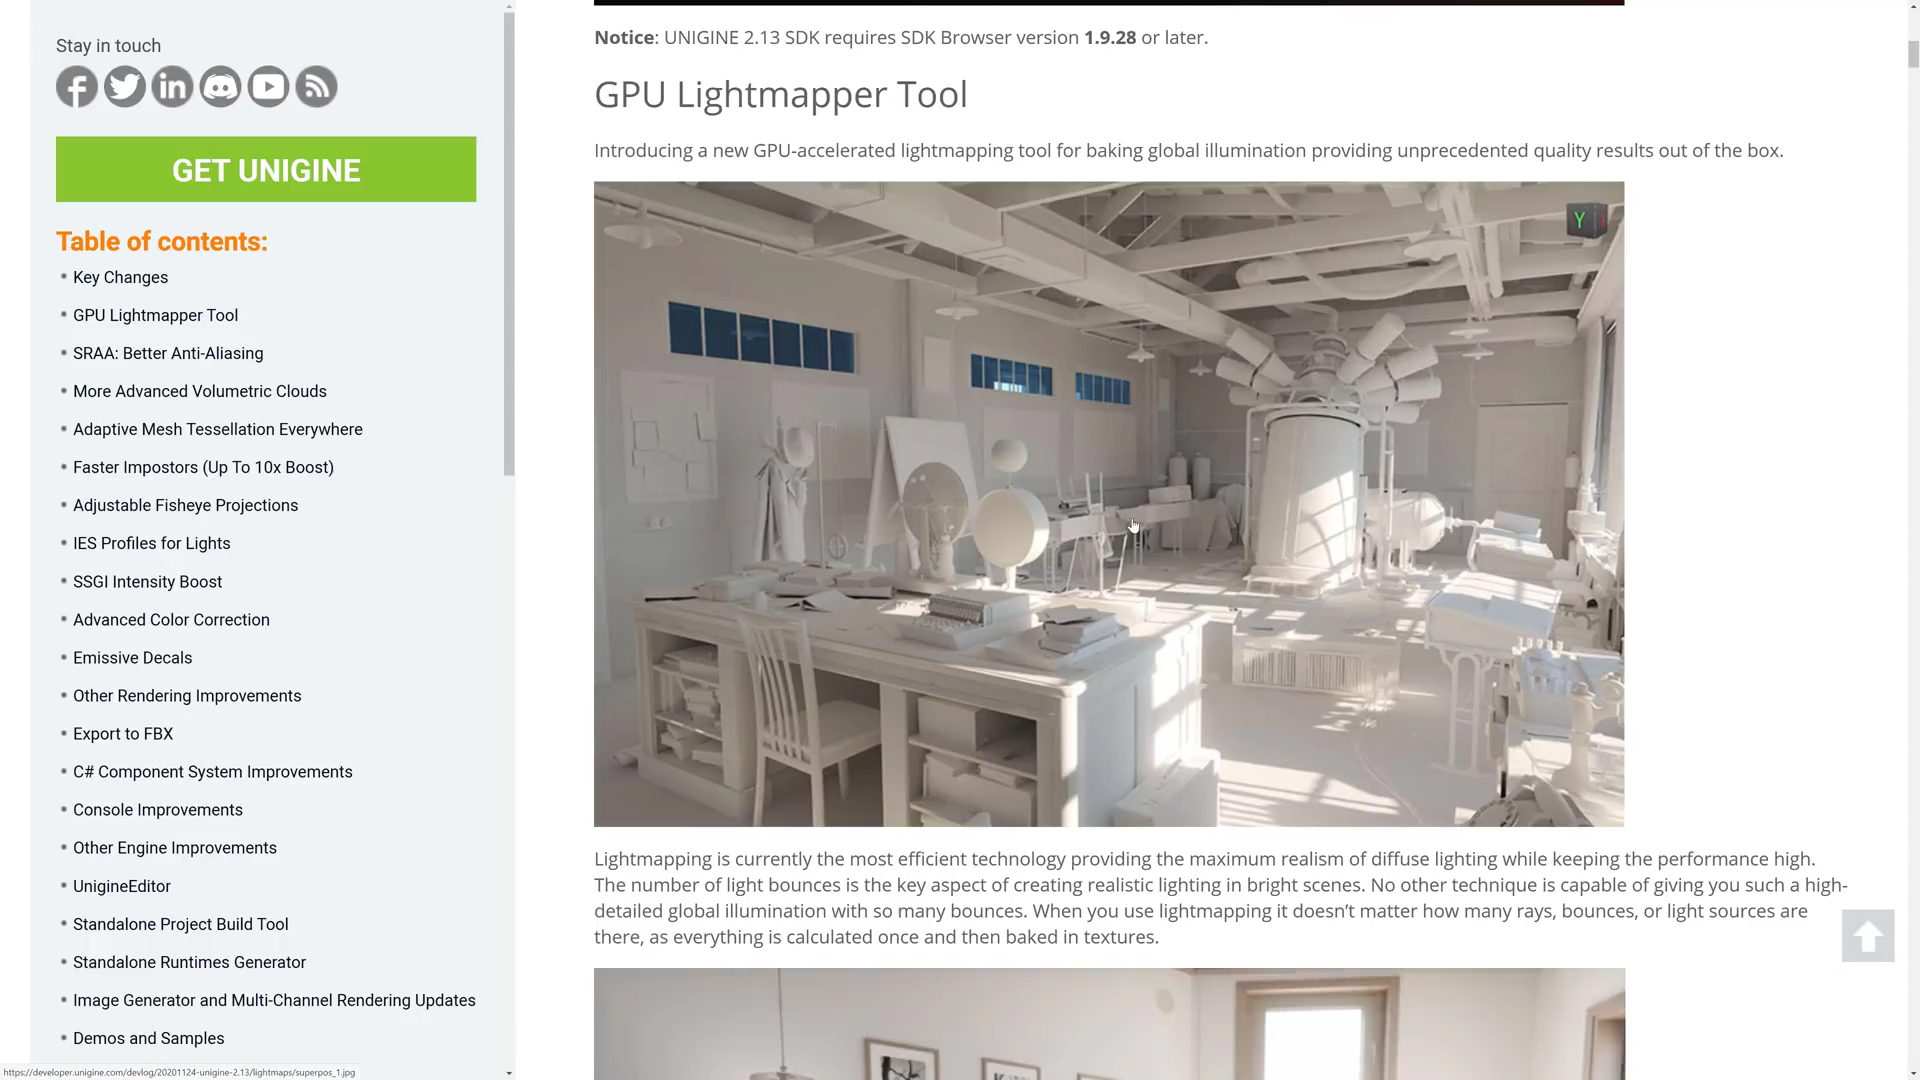 Stay in touch
GET UNIGINE
Table of contents:
Key Changes
GPU Lightmapper Tool
SRAA: Better Anti-Aliasing
More Advanced Volumetric Clouds
Adaptive Mesh Tessellation Everywhere
Faster Impostors (Up To 10x Boost)
Adjustable Fisheye Projections
IES Profiles for Lights
SSGI Intensity Boost
Advanced Color Correction
Emissive Decals
Other Rendering Improvements
Export to FBX
C# Component System Improvements
Console Improvements
Other Engine Improvements
UnigineEditor
Standalone Project Build Tool
Standalone Runtimes Generator
Image Generator and Multi-Channel Rendering Updates
Demos and Samples
https://developer.unigine.com/devlog/20201124-unigine-2.13/lightmaps/superpos_1.jpg
Notice: UNIGINE 2.13 SDK requires SDK Browser version 1.9.28 or later.
GPU Lightmapper Tool
Introducing a new GPU-accelerated lightmapping tool for baking global illumination providing unprecedented quality results out of the box.
Y
Lightmapping is currently the most efficient technology providing the maximum realism of diffuse lighting while keeping the performance high.
The number of light bounces is the key aspect of creating realistic lighting in bright scenes. No other technique is capable of giving you such a high-
detailed global illumination with so many bounces. When you use lightmapping it doesn’t matter how many rays, bounces, or light sources are
there, as everything is calculated once and then baked in textures.